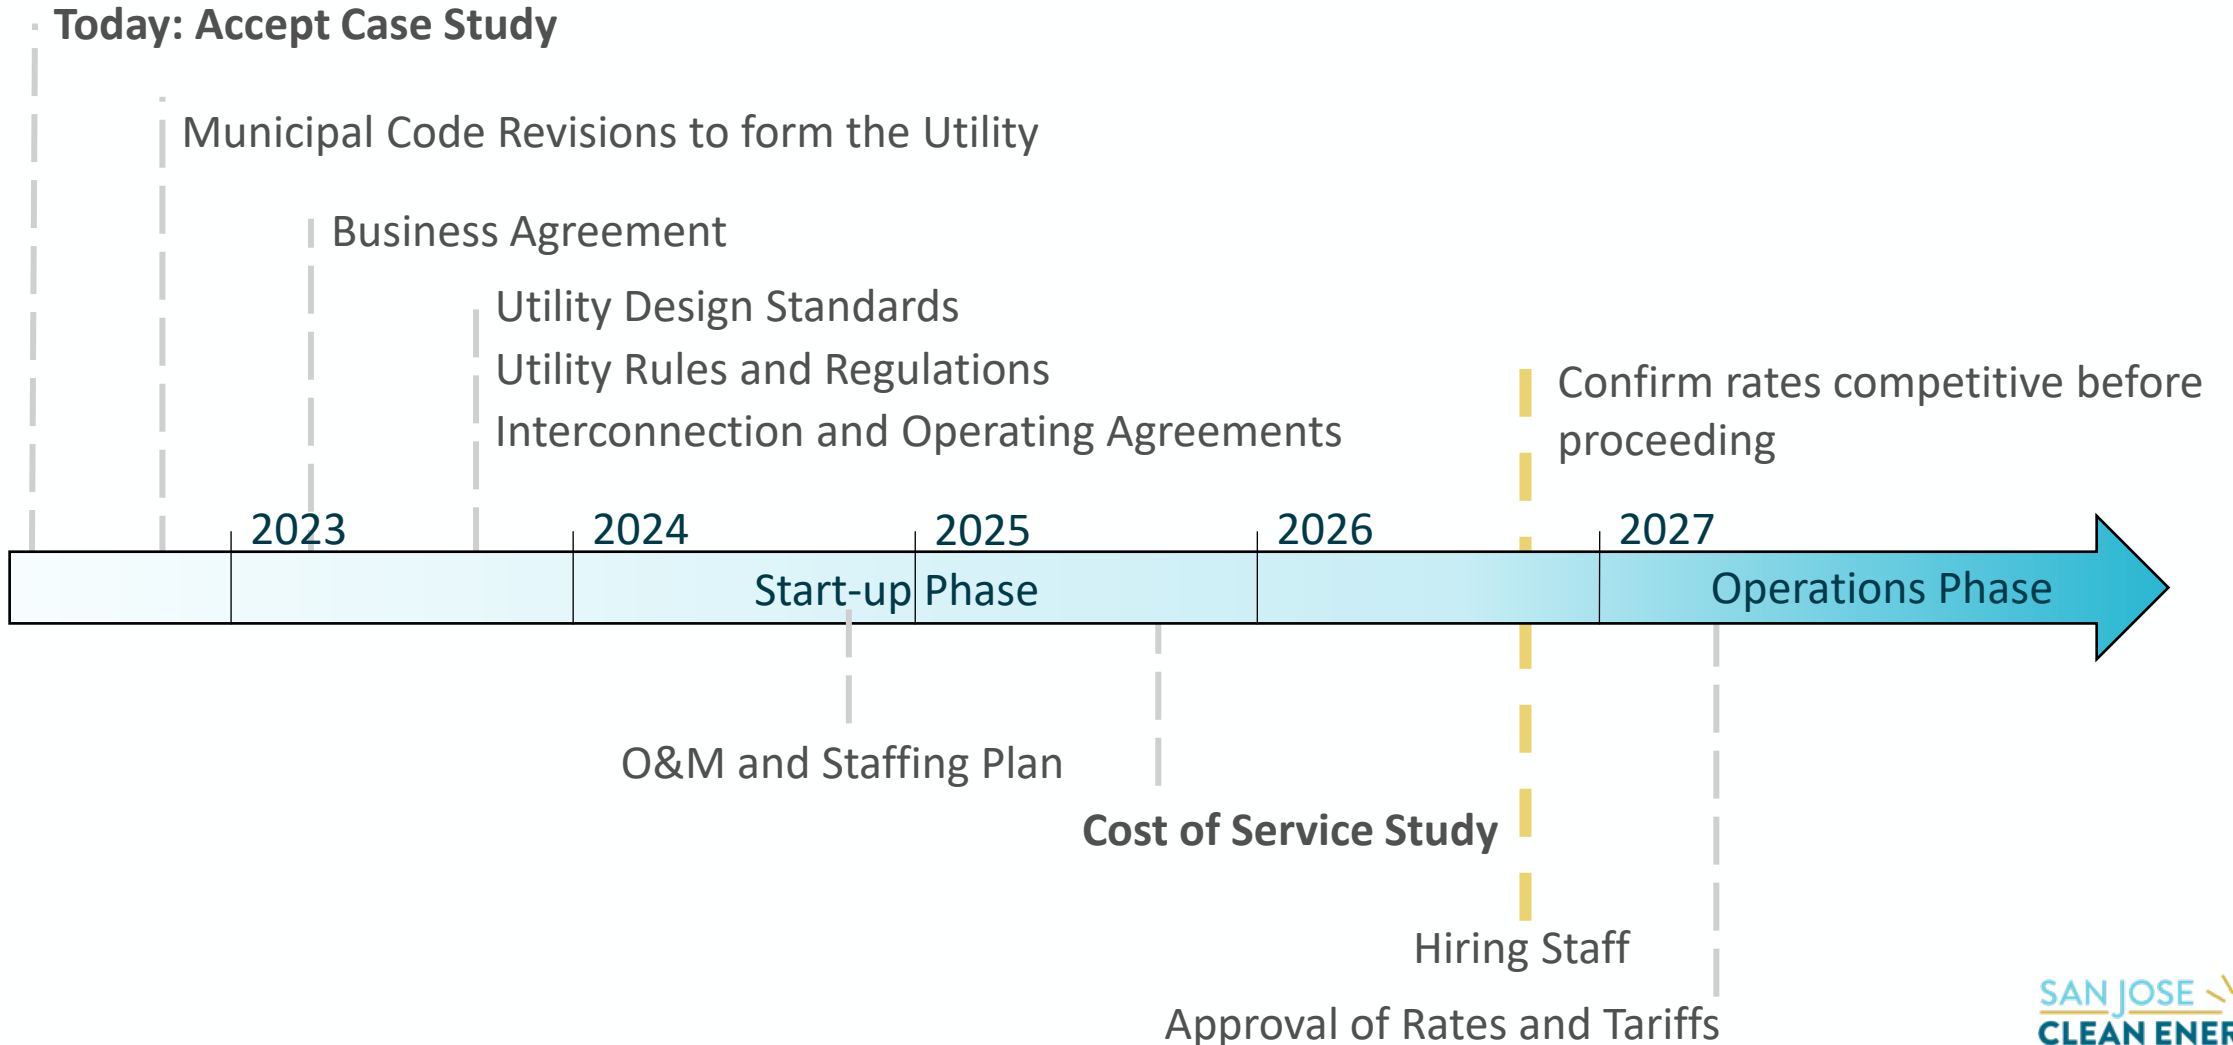 Today: Accept Case Study
Municipal Code Revisions to form the Utility
Business Agreement
Utility Design Standards
Utility Rules and Regulations
Interconnection and Operating Agreements
Confirm rates competitive before
proceeding
2023
2024
2025
2026
2027
Start-up Phase
Operations Phase
O&M and Staffing Plan
Cost of Service Study
Hiring Staff
Approval of Rates and Tariffs
SAN JOSE
CLEAN ENER